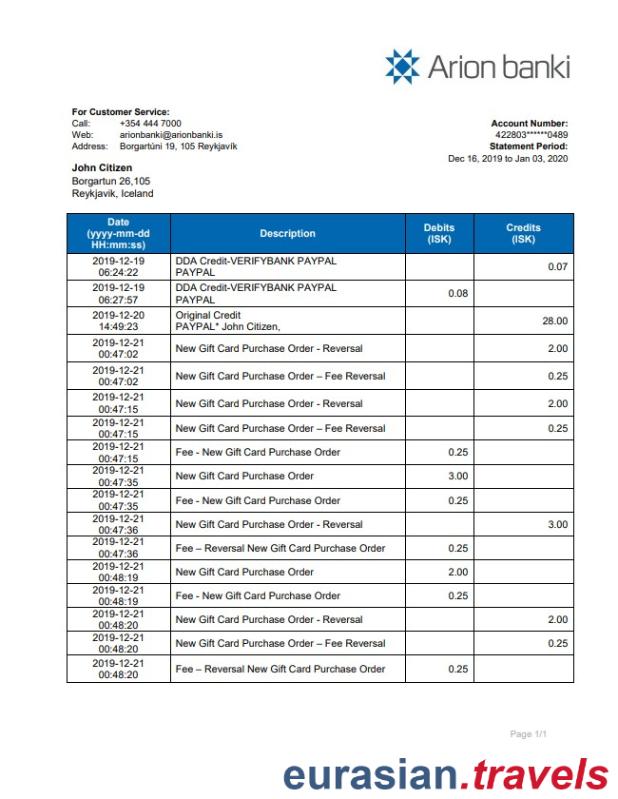 Arion banki
For Customer Service:
Call: +354 444 7000
Web: arionbanki@arionbanki.is
Address: Borgartúni 19, 105 Reykjavík
Account Number:
422803******0489
Statement Period:
Dec 16, 2019 to Jan 03, 2020
John Citizen
Borgartun 26,105
Reykjavik, Iceland
Date
(yyyy-mm-dd
HH:mm:ss)
Description
Debits
(ISK)
Credits
(ISK)
2019-12-19
06:24:22
DDA Credit-VERIFYBANK PAYPAL
PAYPAL
0.07
2019-12-19
06:27:57
DDA Credit-VERIFYBANK PAYPAL
PAYPAL
0.08
2019-12-20
14:49:23
Original Credit
PAYPAL* John Citizen,
28.00
2019-12-21
00:47:02
New Gift Card Purchase Order - Reversal
2.00
2019-12-21
00:47:02
New Gift Card Purchase Order – Fee Reversal
0.25
2019-12-21
00:47:15
New Gift Card Purchase Order - Reversal
2.00
2019-12-21
00:47:15
New Gift Card Purchase Order – Fee Reversal
0.25
2019-12-21
00:47:15
Fee - New Gift Card Purchase Order
0.25
2019-12-21
00:47:35
New Gift Card Purchase Order
3.00
2019-12-21
00:47:35
Fee - New Gift Card Purchase Order
0.25
2019-12-21
00:47:36
New Gift Card Purchase Order - Reversal
3.00
2019-12-21
00:47:36
Fee – Reversal New Gift Card Purchase Order
0.25
2019-12-21
00:48:19
New Gift Card Purchase Order
2.00
2019-12-21
00:48:19
Fee - New Gift Card Purchase Order
0.25
2019-12-21
00:48:20
New Gift Card Purchase Order - Reversal
2.00
2019-12-21
00:48:20
New Gift Card Purchase Order – Fee Reversal
0.25
2019-12-21
00:48:20
Fee – Reversal New Gift Card Purchase Order
0.25
Page 1/1
eurasian.travels